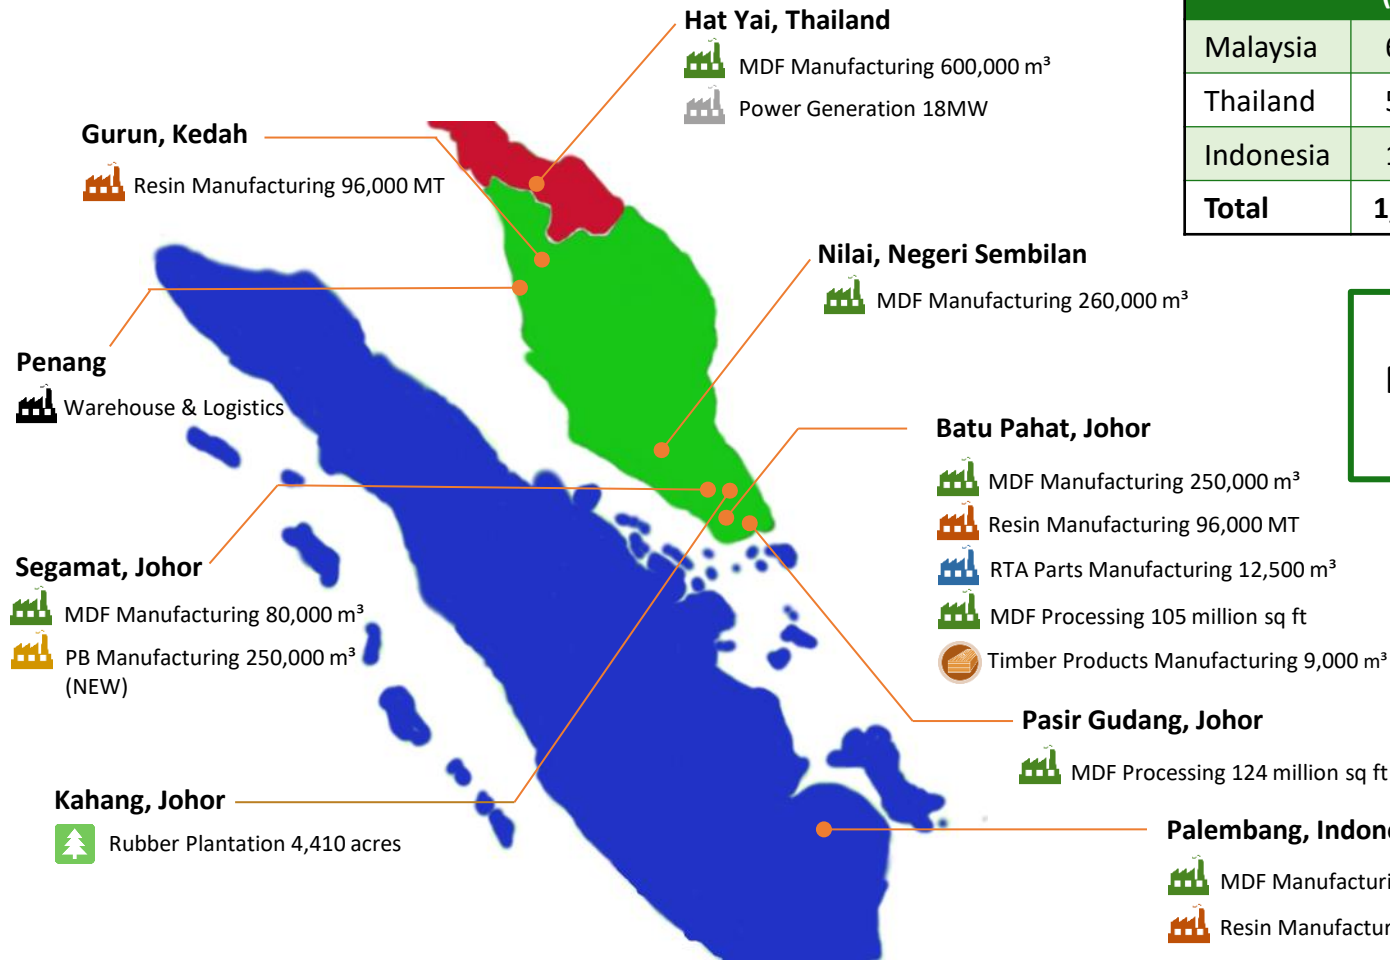 Hat Yai, Thailand
MDF Manufacturing 600,000 m³
Power Generation 18MW
Malaysia
Thailand
Indonesia
Total
Gurun, Kedah
Resin Manufacturing 96,000 MT
Nilai, Negeri Sembilan
MDF Manufacturing 260,000 m³
Penang
Warehouse & Logistics
Batu Pahat, Johor
MDF Manufacturing 250,000 m³
Resin Manufacturing 96,000 MT
RTA Parts Manufacturing 12,500 m³
MDF Processing 105 million sq ft
Timber Products Manufacturing 9,000 m³
Segamat, Johor
MDF Manufacturing 80,000 m³
PB Manufacturing 250,000 m³
(NEW)
Pasir Gudang, Johor
MDF Processing 124 million sq ft
Kahang, Johor
Rubber Plantation 4,410 acres
Palembang,
MDF
Resin